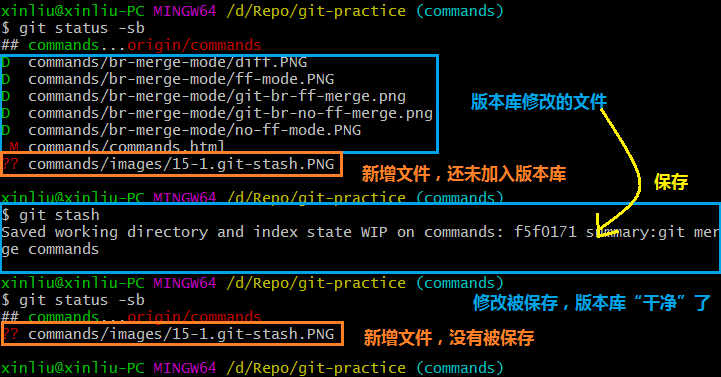 xinliu@xinliu-PC MINGW64 /d/Repo/git-practice (commands)
$ git status -sb
## commands...origin/commands
D  commands/br-merge-mode/diff.PNG
D  commands/br-merge-mode/ff-mode.PNG
D  commands/br-merge-mode/git-br-ff-merge.png
版本库修改的文件
D  commands/br-merge-mode/git-br-no-ff-merge.png
D  commands/br-merge-mode/no-ff-mode.PNG
 M commands/commands.html
?? commands/images/15-1.git-stash.PNG
新增文件，还未加入版本库
保存
xinliu@xinliu-PC MINGW64 /d/Repo/git-practice (commands)
$ git stash
Saved working directory and index state WIP on commands: f5f0171 summary:git mer
ge commands
xinliu@xinliu-PC MINGW64 /d/Repo/git-practice (commands)
$ git status -sb
修改被保存，版本库“干净”了
## commands...origin/commands
?? commands/images/15-1.git-stash.PNG
新增文件，没有被保存
xinliu@xinliu-PC MINGW64 /d/Repo/git-practice (commands)